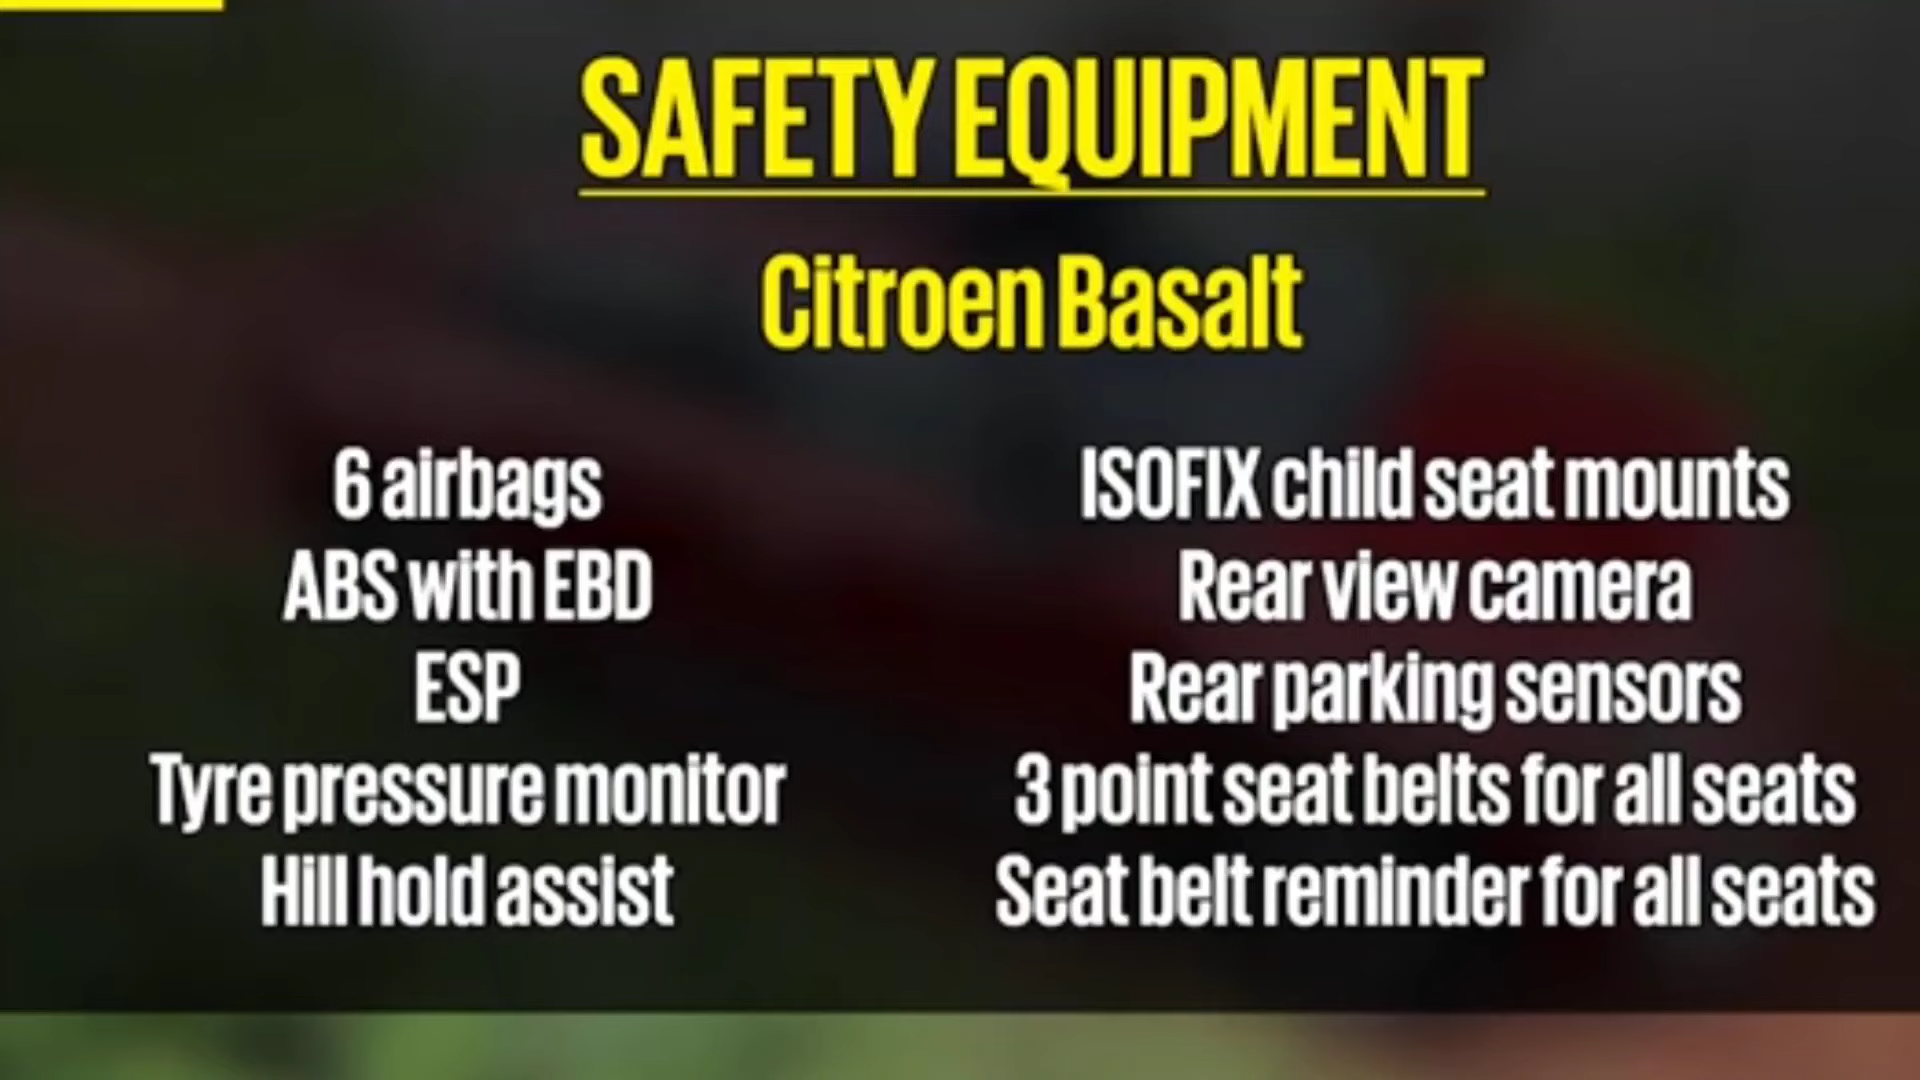 SAFETY EQUIPMENT
Citroen Basalt
6 airbags
ABS with EBD
ESP
Tyre pressure monitor
Hill hold assist
ISOFIX child seat mounts
Rear view camera
Rear parking sensors
3 point seat belts for all seats
Seat belt reminder for all seats